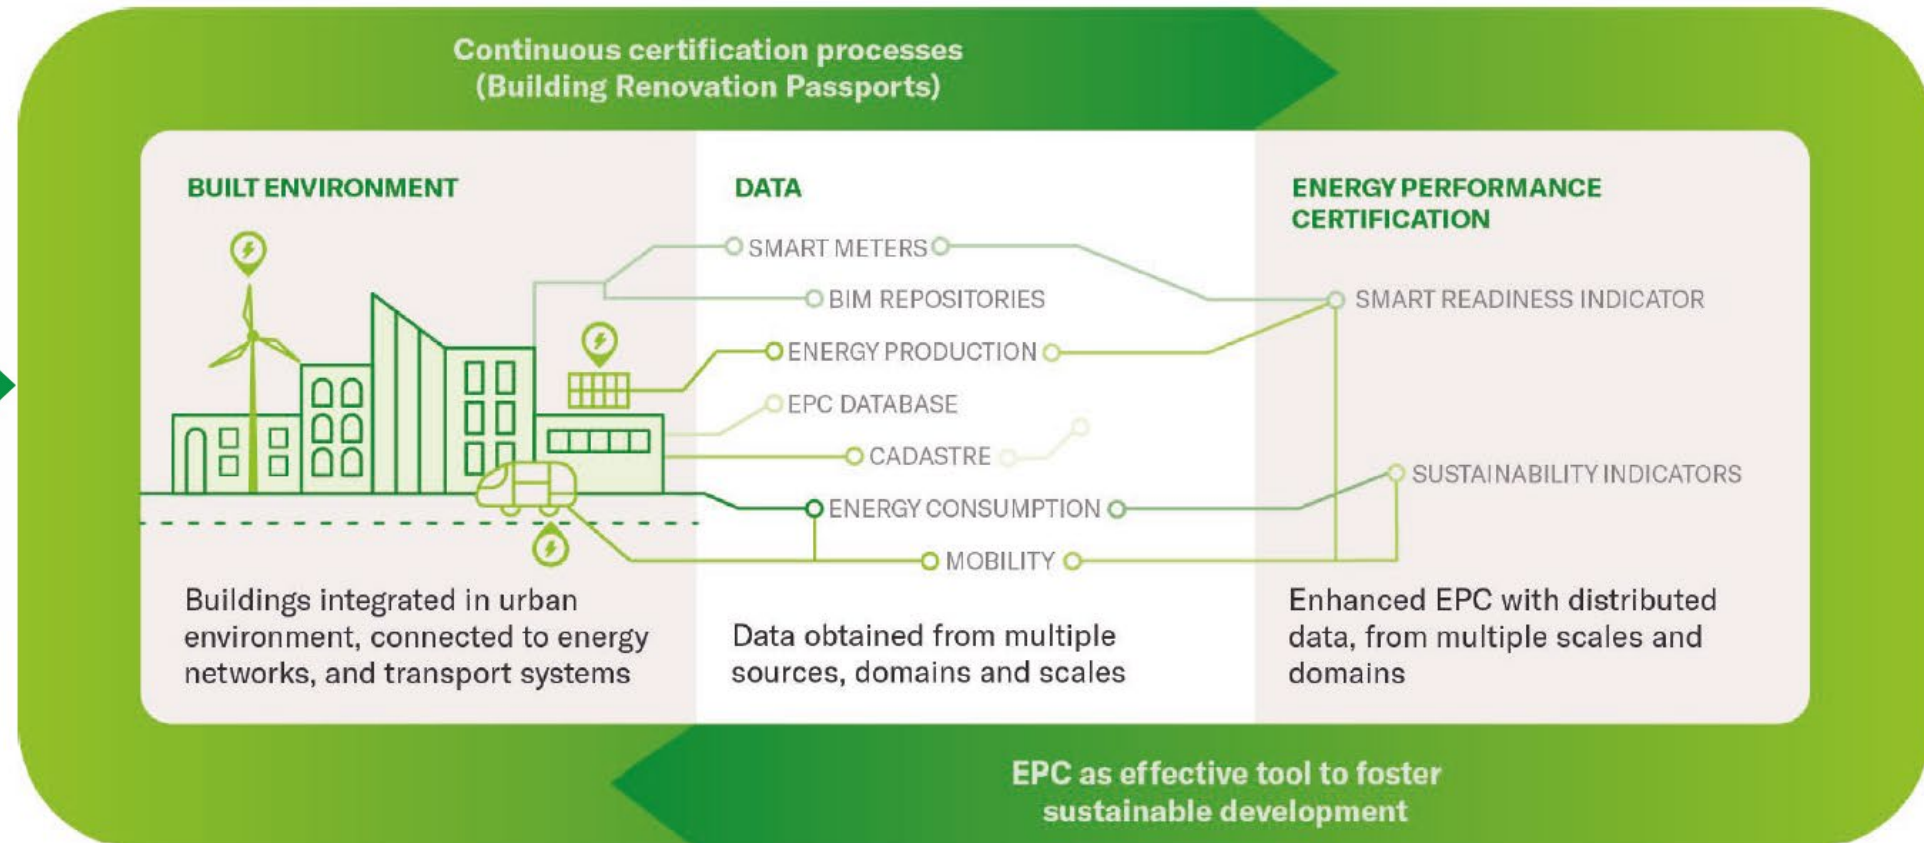 Continuous certification processes
(Building Renovation Passports)
BUILT ENVIRONMENT
Buildings integrated in urban
environment, connected to energy
networks, and transport systems
DATA
SMART METERS
BIM REPOSITORIES
ENERGY PRODUCTION
EPC DATABASE
CADASTRE
ENERGY CONSUMPTION
MOBILITY
Data obtained from multiple
sources, domains and scales
ENERGY PERFORMANCE
CERTIFICATION
SMART READINESS INDICATOR
SUSTAINABILITY INDICATORS
Enhanced EPC with distributed
data, from multiple scales and
domains
EPC as effective tool to foster
sustainable development